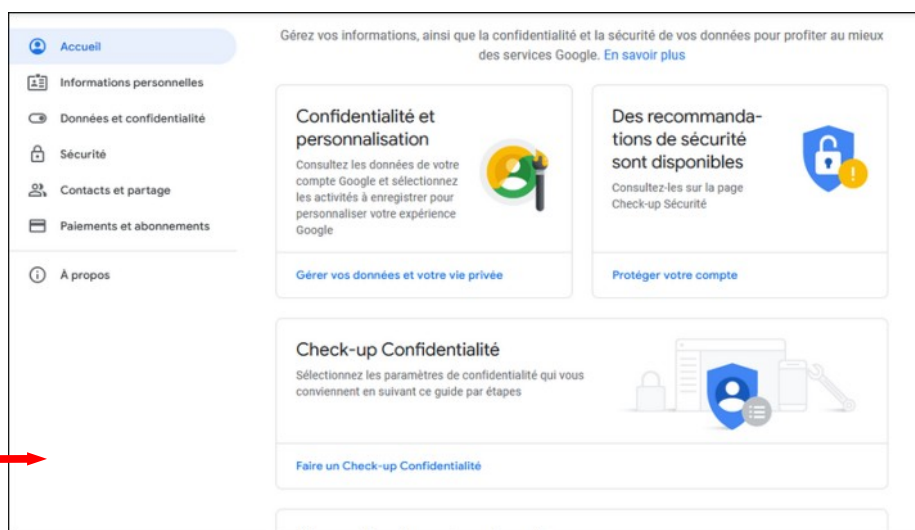 Gérez vos informations, ainsi que la confidentialité et la sécurité de vos données pour profiter au mieux
des services Google. En savoir plus
Accueil
Informations personnelles
Données et confidentialité
Sécurité
Contacts et partage
Paiements et abonnements
À propos
Confidentialité et
personnalisation
Consultez les données de votre
compte Google et sélectionnez
les activités à enregistrer pour
personnaliser votre expérience
Google
Gérer vos données et votre vie privée
Des recommanda-
tions de sécurité
sont disponibles
Consultez-les sur la page
Check-up Sécurité
Protéger votre compte
Check-up Confidentialité
Sélectionnez les paramètres de confidentialité qui vous
conviennent en suivant ce guide par étapes
Faire un Check-up Confidentialité